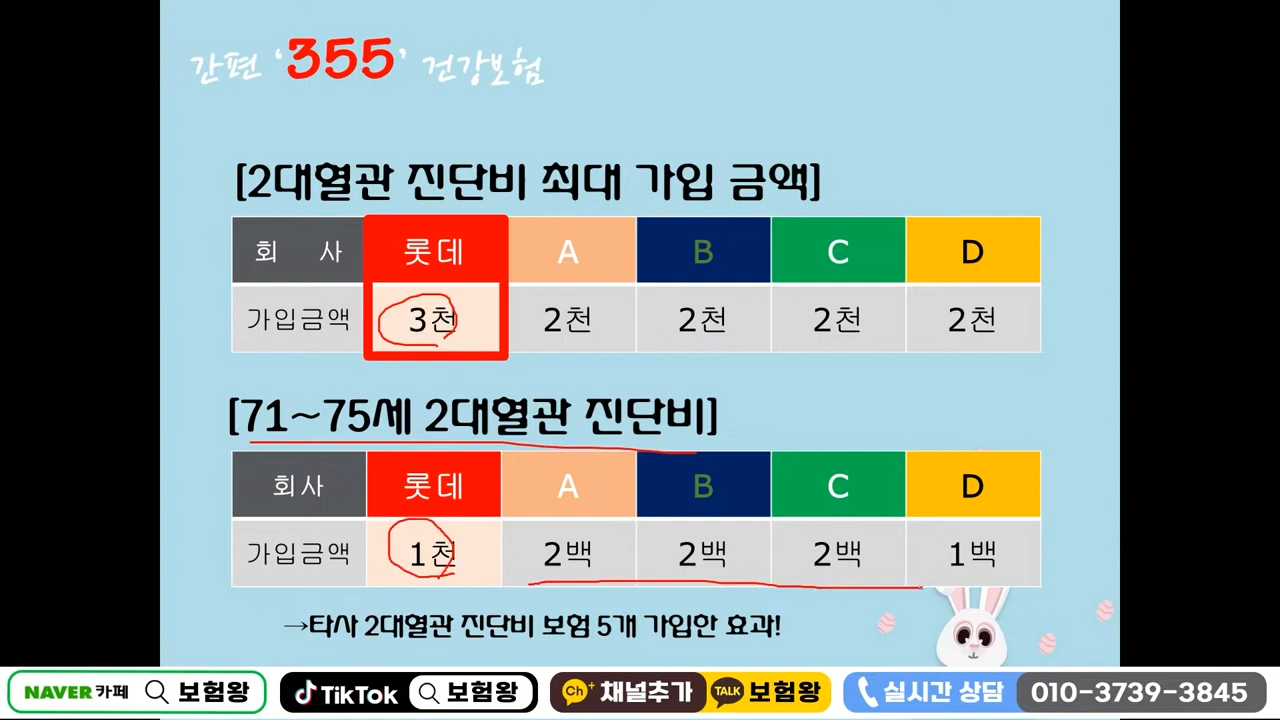 간편 '355' 건강보험
[2대혈관 진단비 최대 가입 금액]
회 사 롯데 A B C D
가입금액 3천 2천 2천 2천 2천
[71~75세 2대혈관 진단비]
회사 롯데 A B C D
가입금액 1천 2백 2백 2백 1백
→타사 2대혈관 진단비 보험 5개 가입한 효과!
NAVER 카페 보험왕 TikTok 보험왕 Ch+ 채널추가 TALK 보험왕 실시간 상담 010-3739-3845